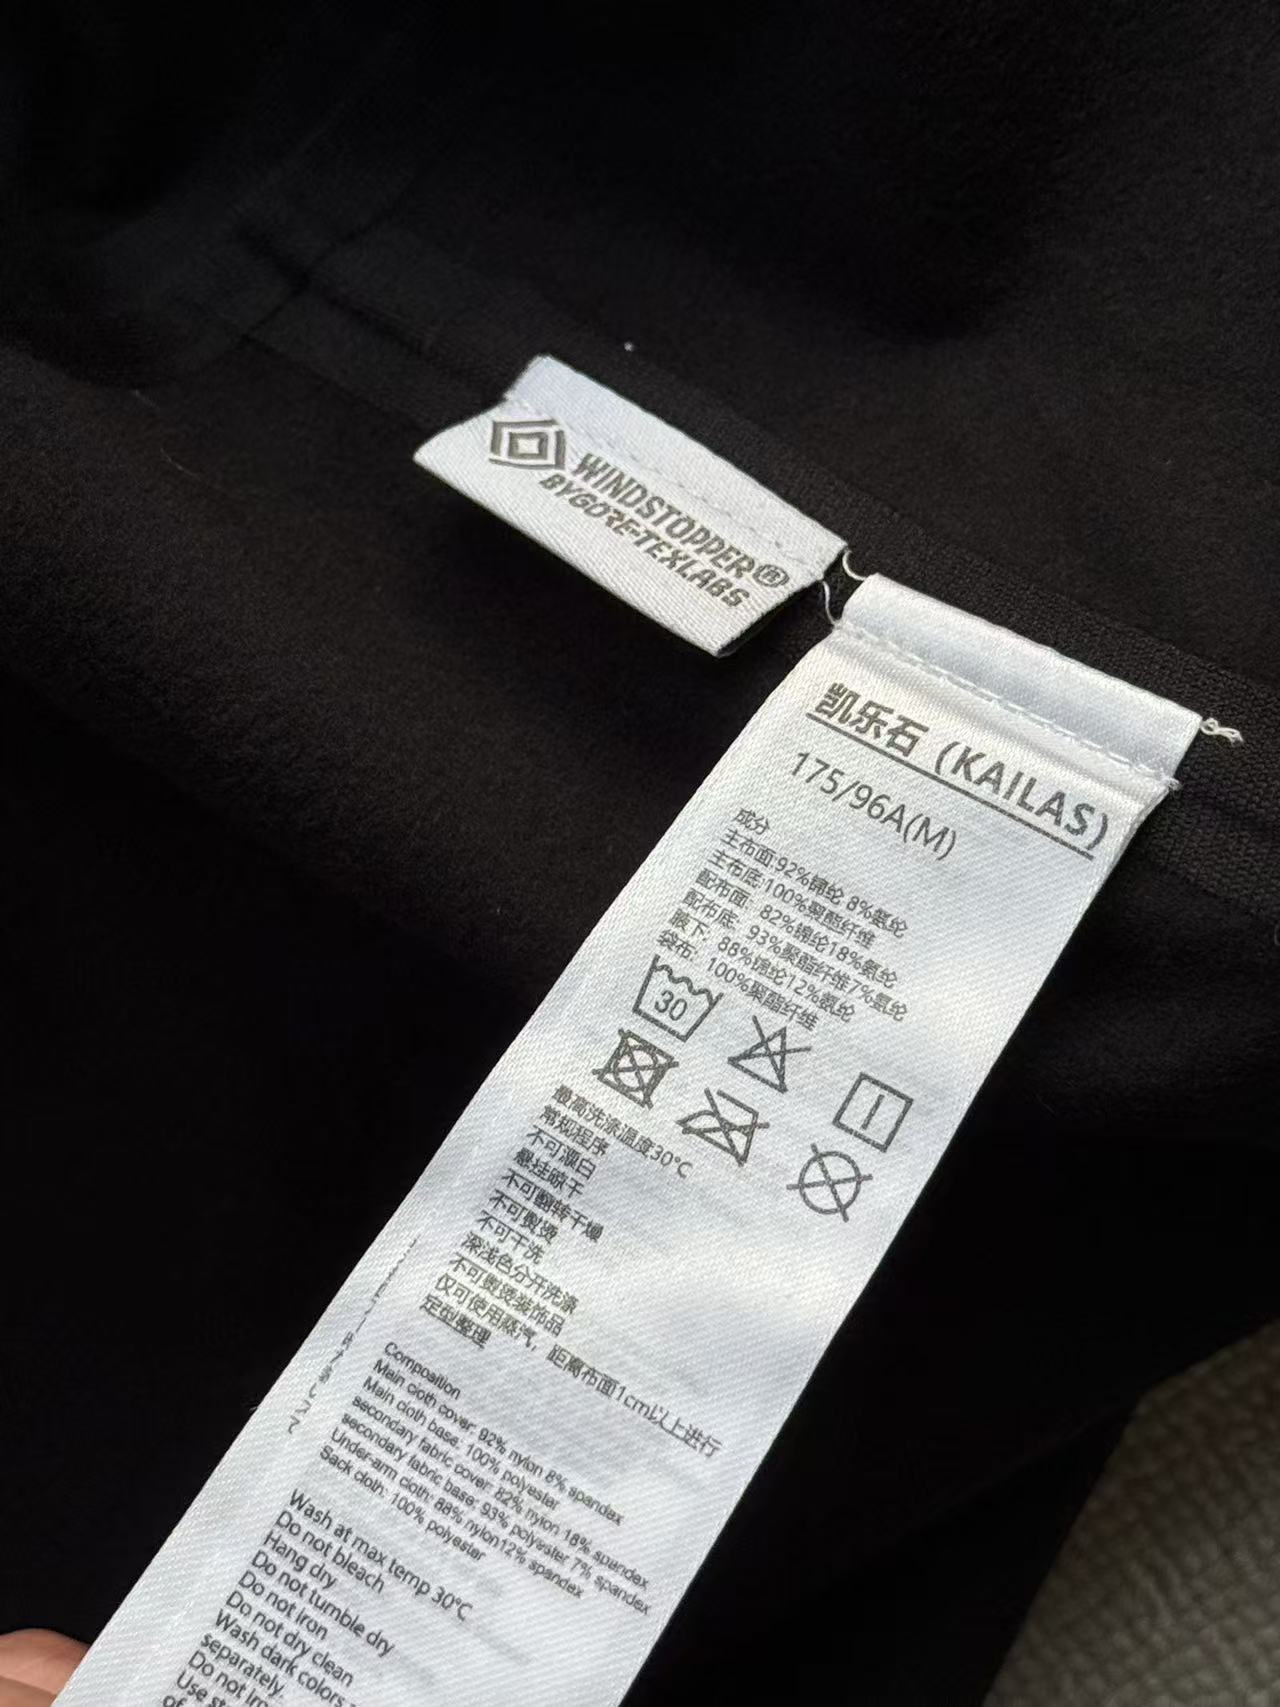 WINDSTOPPER®
BY GORE-TEX LABS
凯乐石 (KAILAS)
175/96A(M)
成分
主布面:92%锦纶 8%氨纶
主布底:100%聚酯纤维
配布面: 82%锦纶18%氨纶
配布底: 93%聚酯纤维7%氨纶
腋下: 88%锦纶12%氨纶
袋布: 100%聚酯纤维
30
最高洗涤温度30℃
常规程序
不可漂白
悬挂晾干
不可翻转干燥
不可熨烫
不可干洗
深浅色分开洗涤
不可熨烫装饰品
仅可使用蒸汽，距离布面1cm以上进行
定型整理
Composition
Main cloth cover: 92% nylon 8% spandex
Main cloth base: 100% polyester
secondary fabric cover: 82% nylon 18% spandex
secondary fabric base: 93% polyester 7% spandex
Under-arm cloth: 88% nylon12% spandex
Sack cloth: 100% polyester
Wash at max temp 30℃
Do not bleach
Hang dry
Do not tumble dry
Do not iron
Do not dry clean
Wash dark colors
separately.
Do not
Use
of